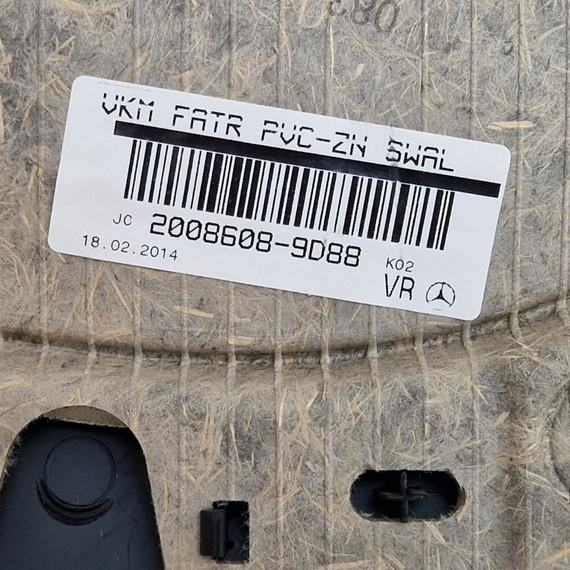 VKM FATR PVC-ZN SWAL
JC 2008608-9D88 K02
18.02.2014
VR